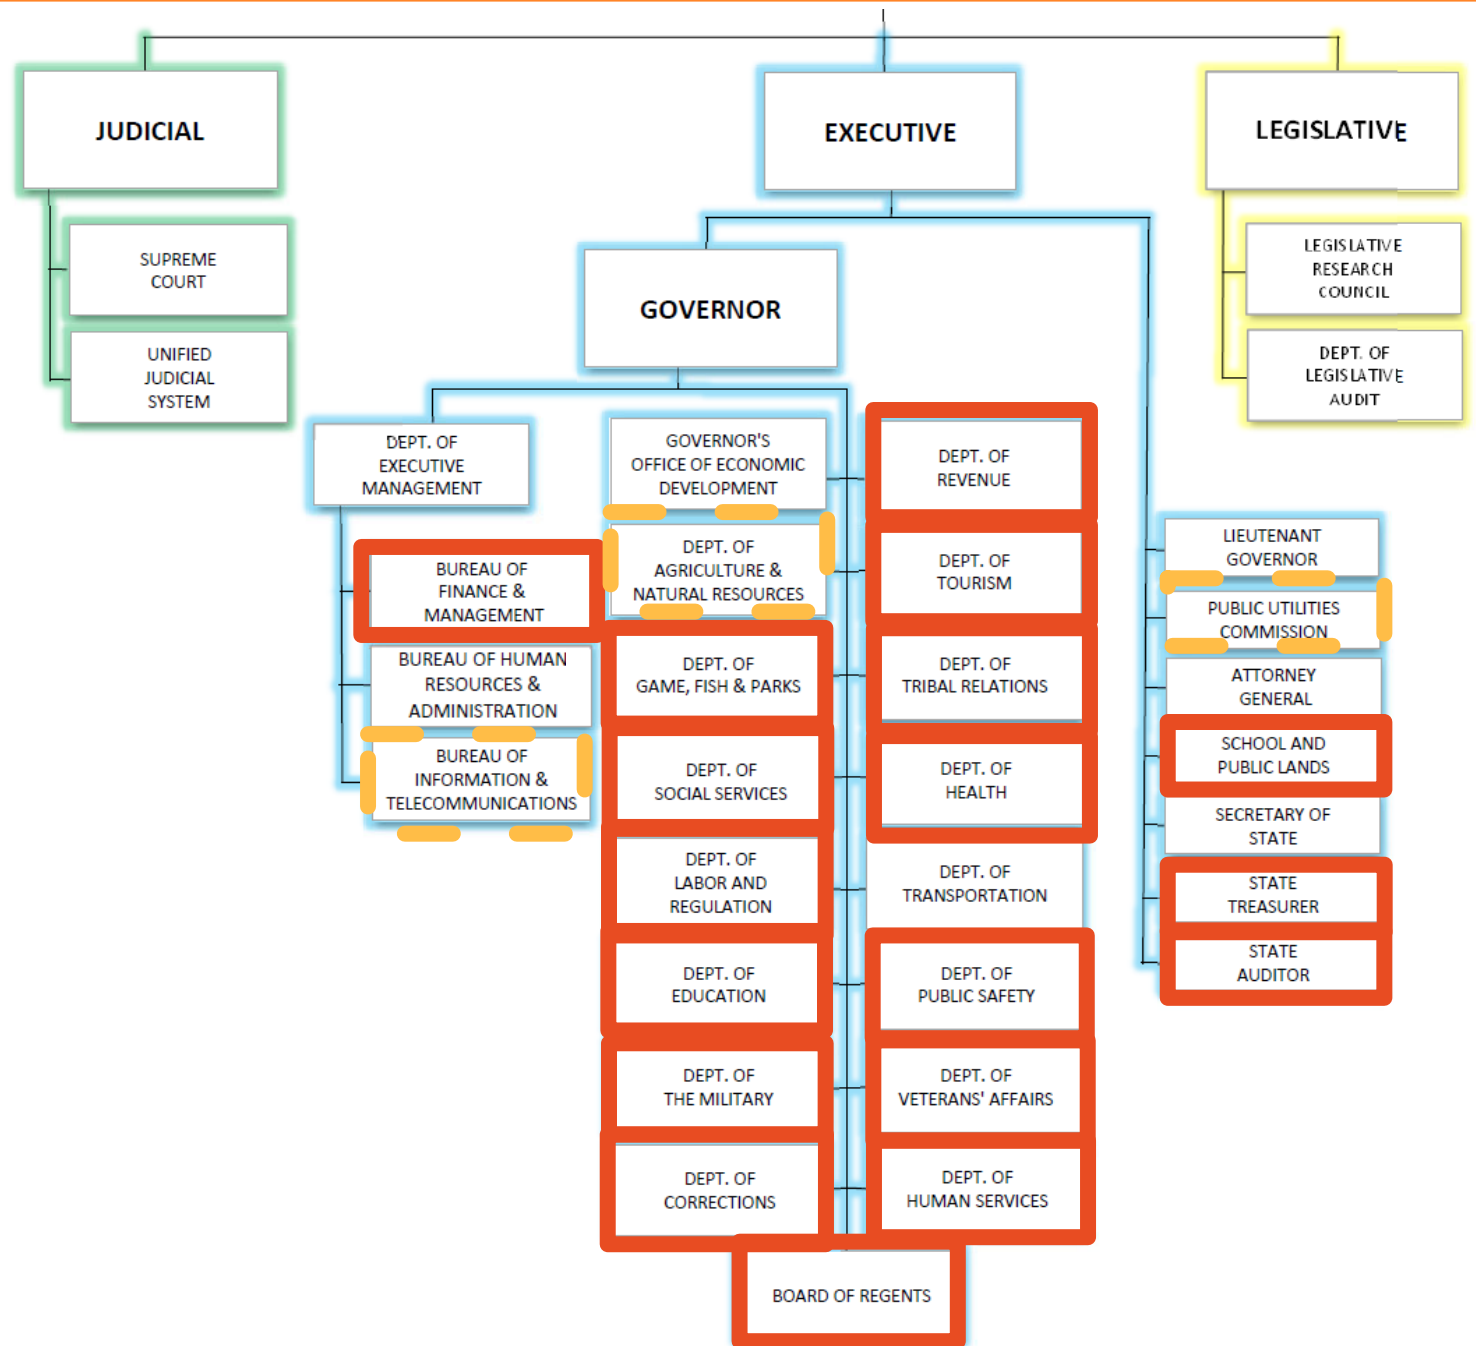 JUDICIAL
EXECUTIVE
LEGISLATIVE
SUPREME
COURT
UNIFIED
JUDICIAL
SYSTEM
GOVERNOR
LEGISLATIVE
RESEARCH
COUNCIL
DEPT. OF
LEGISLATIVE
AUDIT
DEPT. OF
EXECUTIVE
MANAGEMENT
BUREAU OF
FINANCE &
MANAGEMENT
BUREAU OF HUMAN
RESOURCES &
ADMINISTRATION
BUREAU OF
INFORMATION &
TELECOMMUNICATIONS
GOVERNOR'S
OFFICE OF ECONOMIC
DEVELOPMENT
DEPT. OF
AGRICULTURE &
NATURAL RESOURCES
DEPT. OF
GAME, FISH & PARKS
DEPT. OF
SOCIAL SERVICES
DEPT. OF
LABOR AND
REGULATION
DEPT. OF
EDUCATION
DEPT. OF
THE MILITARY
DEPT. OF
CORRECTIONS
DEPT. OF
REVENUE
DEPT. OF
TOURISM
DEPT. OF
TRIBAL RELATIONS
DEPT. OF
HEALTH
DEPT. OF
TRANSPORTATION
DEPT. OF
PUBLIC SAFETY
DEPT. OF
VETERANS' AFFAIRS
DEPT. OF
HUMAN SERVICES
BOARD OF REGENTS
LIEUTENANT
GOVERNOR
PUBLIC UTILITIES
COMMISSION
ATTORNEY
GENERAL
SCHOOL AND
PUBLIC LANDS
SECRETARY OF
STATE
STATE
TREASURER
STATE
AUDITOR